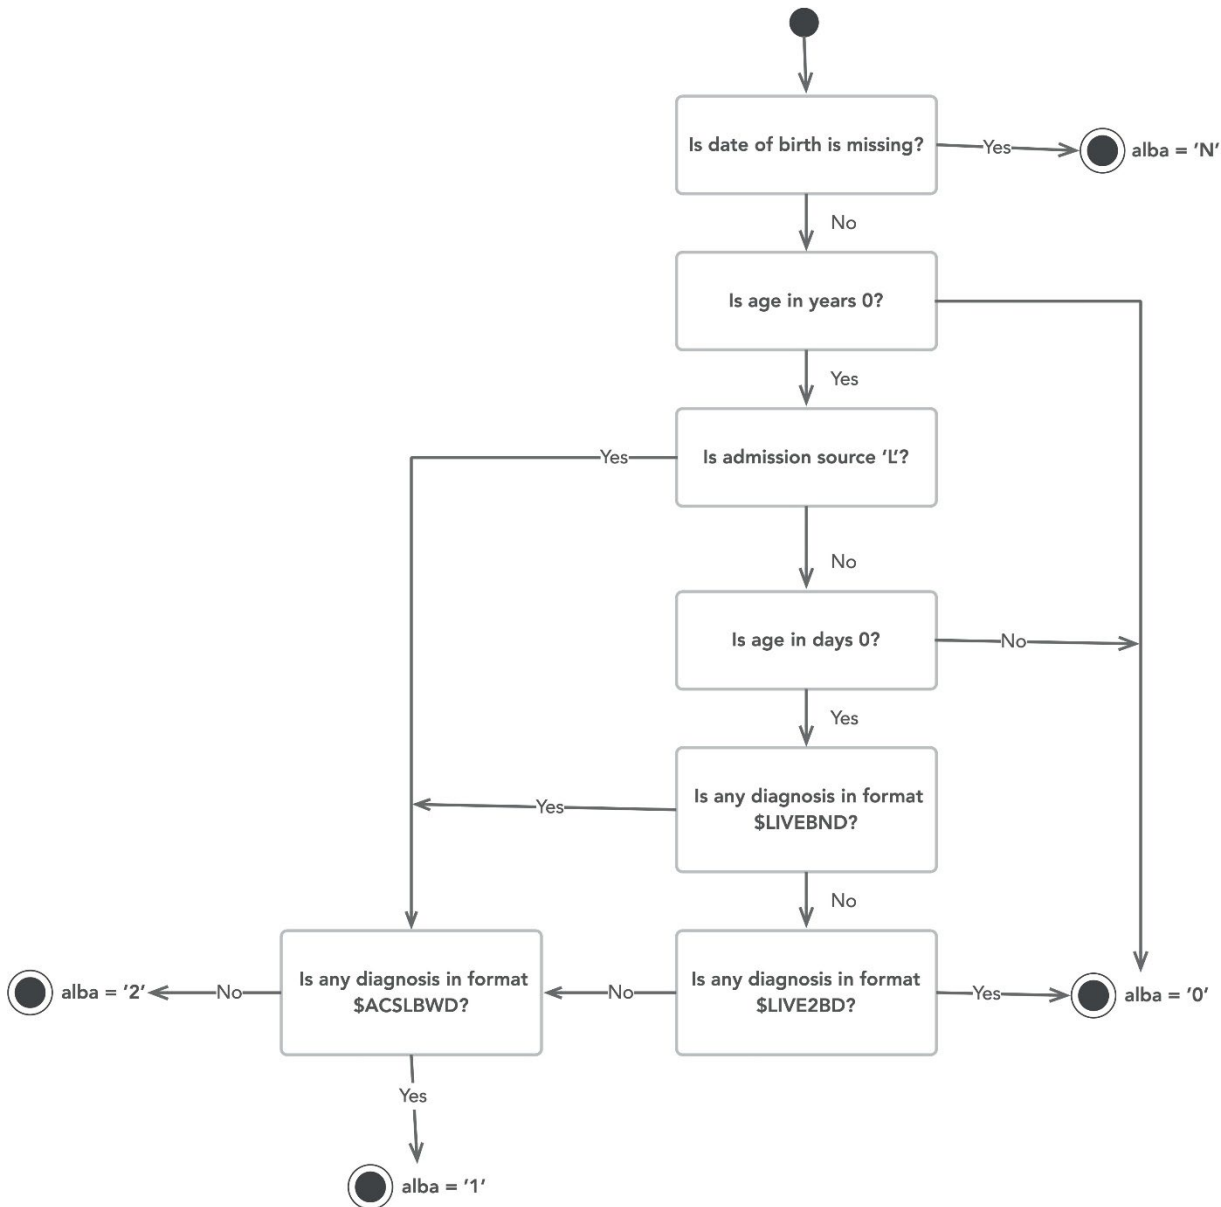 Is date of birth is missing?
Yes
alba = 'N'
No
Is age in years 0?
Yes
Is admission source 'L'?
Yes
No
Is age in days 0?
No
Yes
Is any diagnosis in format
$LIVEBND?
Yes
No
Is any diagnosis in format
$LIVE2BD?
Yes
alba = '0'
No
Is any diagnosis in format
$ACSLBWD?
No
alba = '2'
Yes
alba = '1'